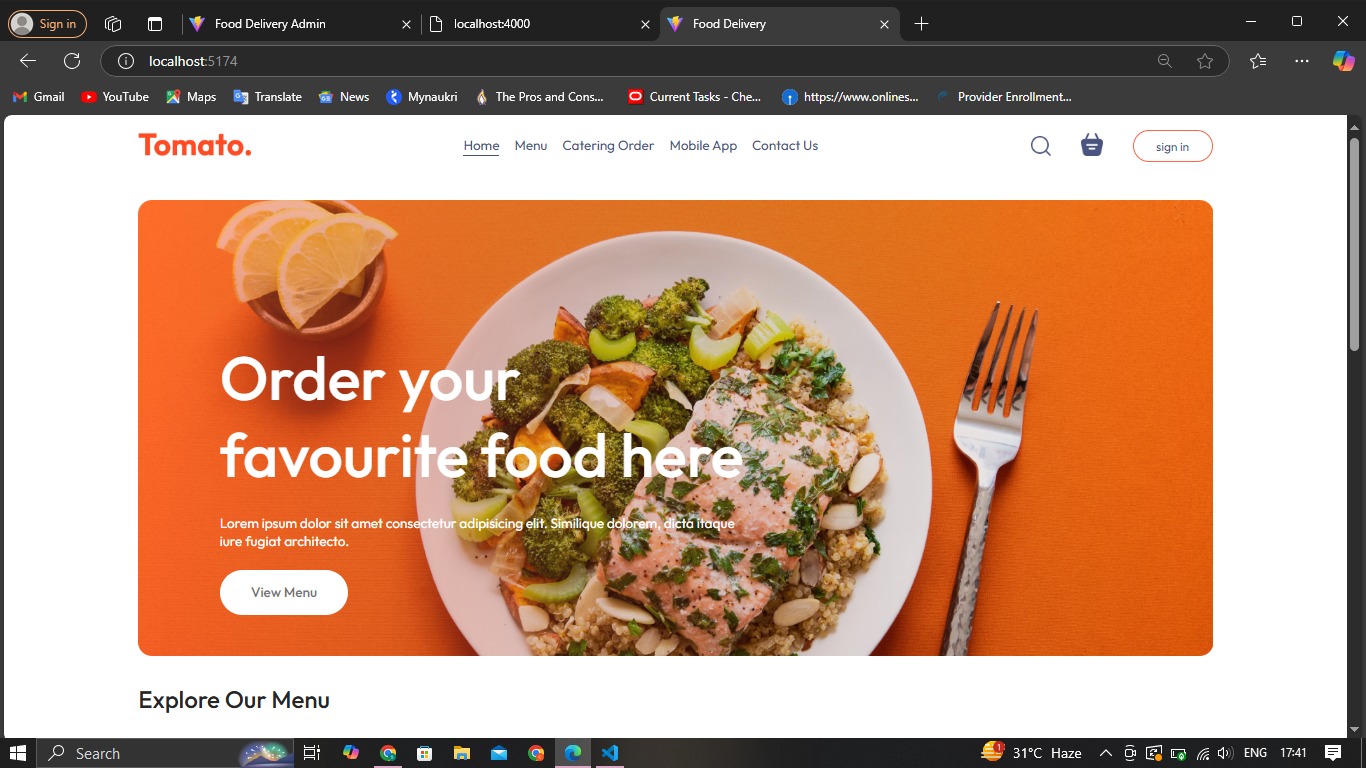 Sign in
Food Delivery Admin
localhost:4000
Food Delivery
localhost:5174
Gmail
YouTube
Maps
Translate
News
Mynaukri
The Pros and Cons...
Current Tasks - Che...
https://www.onlines...
Provider Enrollment...
Tomato.
Home
Menu
Catering Order
Mobile App
Contact Us
sign in
Order your
favourite food here
Lorem ipsum dolor sit amet consectetur adipisicing elit. Similique dolorem, dicta itaque
iure fugiat architecto.
View Menu
Explore Our Menu
Search
1
31°C Haze
ENG
17:41